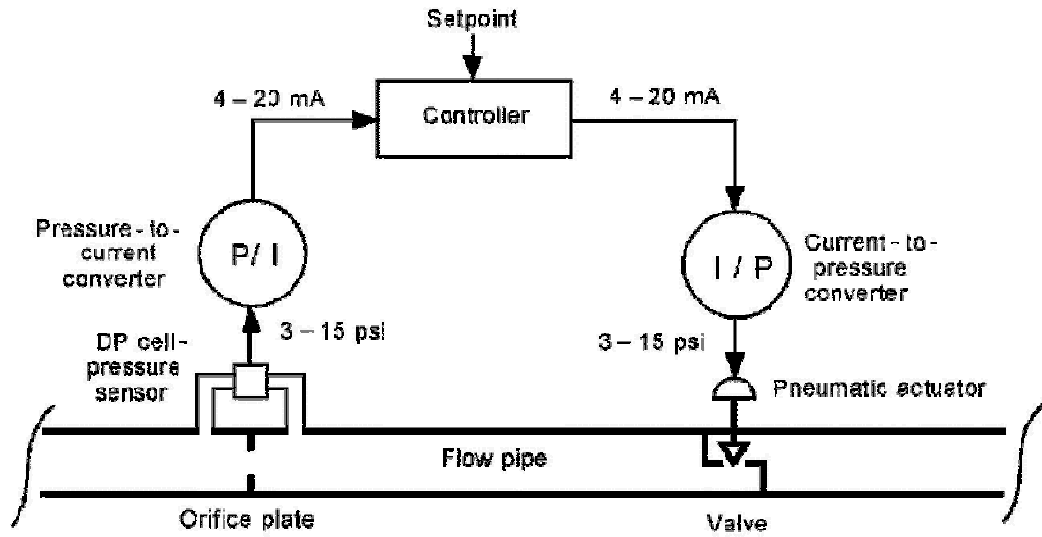 Setpoint
4 – 20 mA
Controller
4 – 20 mA
Pressure - to -
current
converter
P/ I
I / P
Current - to -
pressure
converter
3 – 15 psi
DP cell -
pressure
sensor
3 – 15 psi
Pneumatic actuator
Flow pipe
Orifice plate
Valve